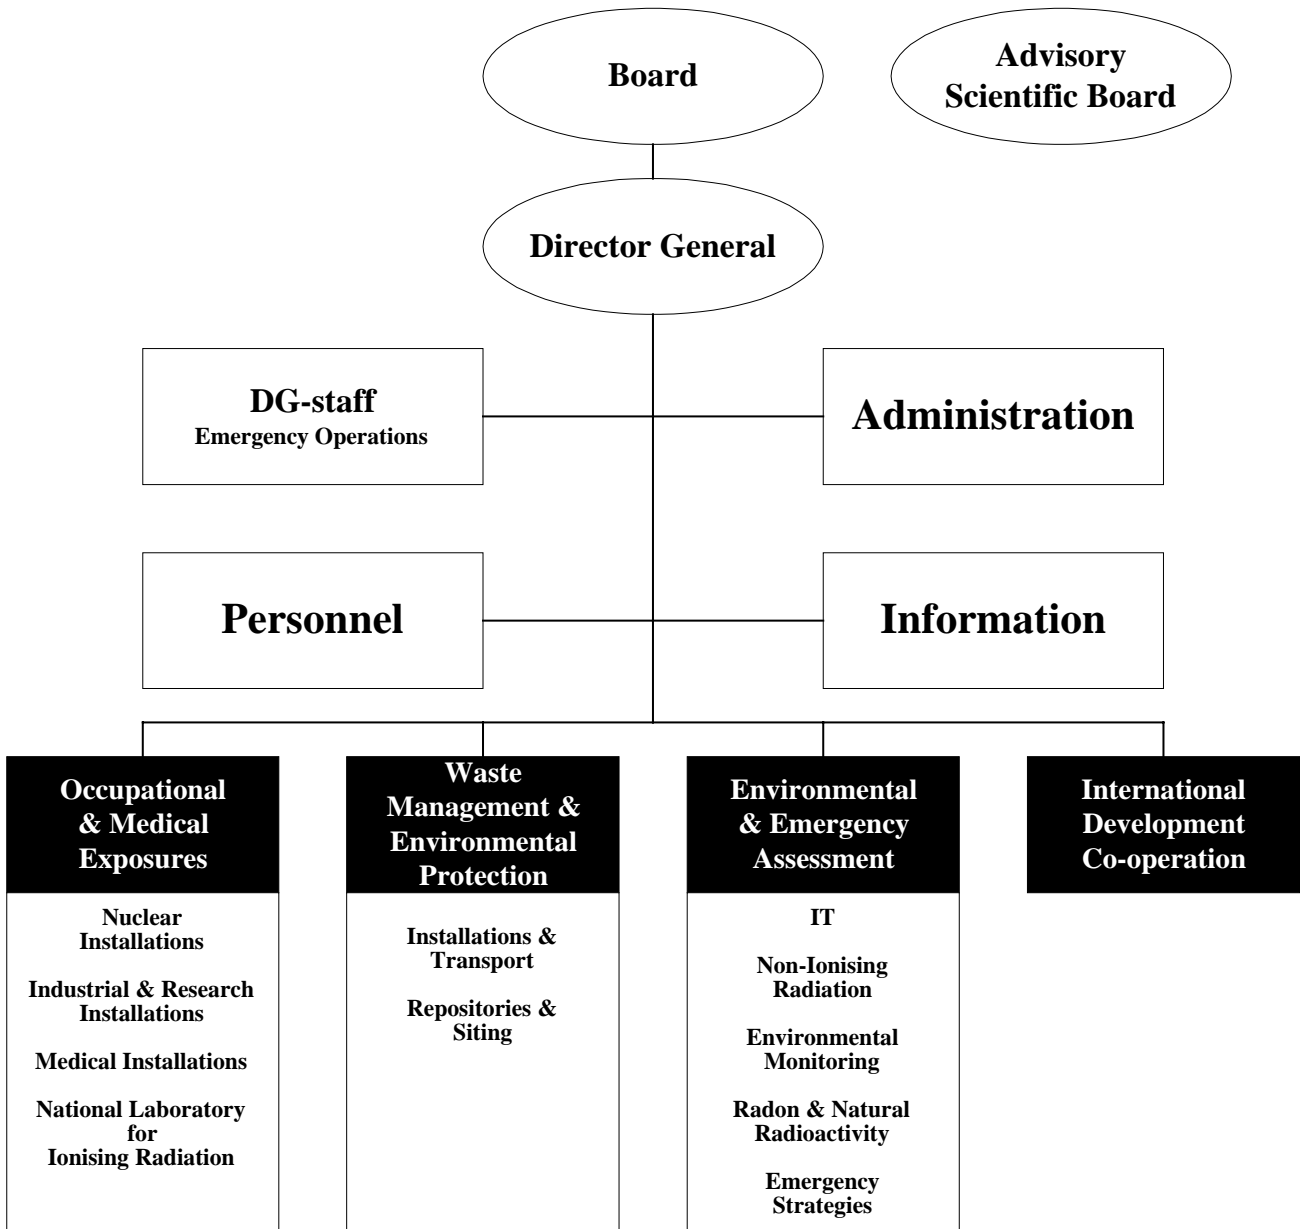 Board
Advisory
Scientific Board
Director General
DG-staff
Emergency Operations
Administration
Personnel
Information
Occupational
& Medical
Exposures
Nuclear
Installations
Industrial & Research
Installations
Medical Installations
National Laboratory
for
Ionising Radiation
Waste
Management &
Environmental
Protection
Installations &
Transport
Repositories &
Siting
Environmental
& Emergency
Assessment
IT
Non-Ionising
Radiation
Environmental
Monitoring
Radon & Natural
Radioactivity
Emergency
Strategies
International
Development
Co-operation